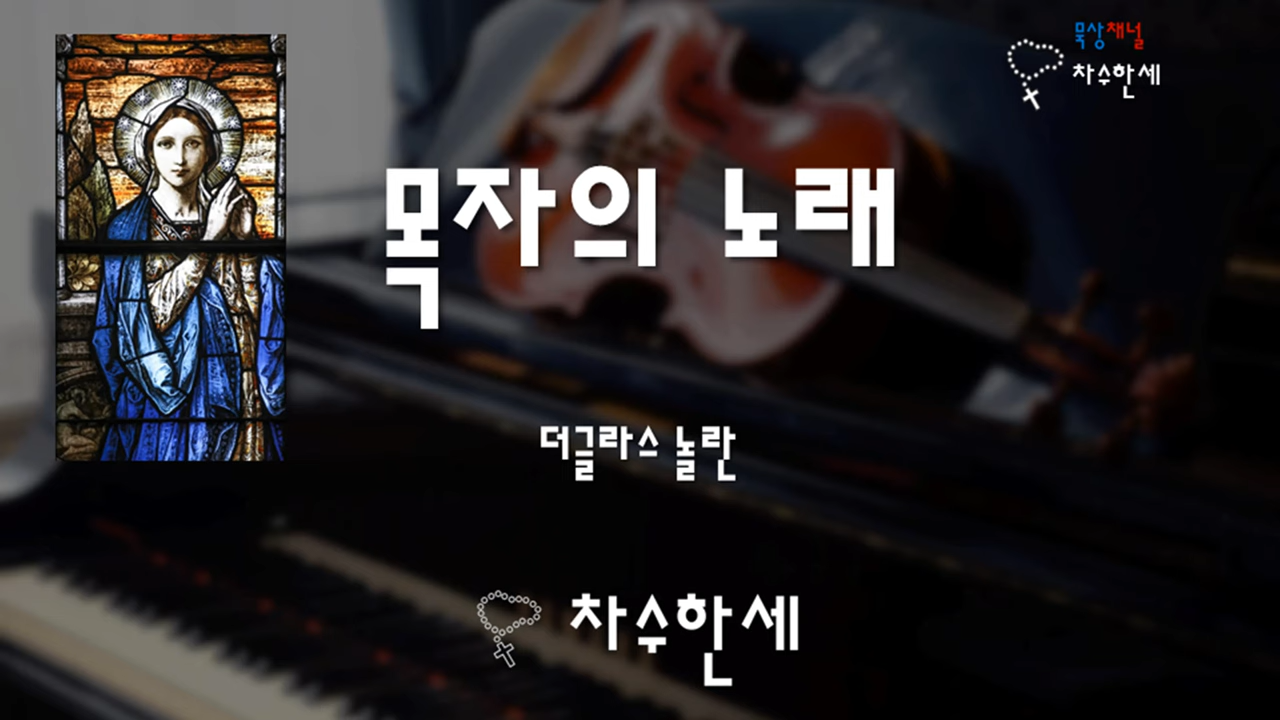 묵상채널
차수한세
목자의 노래
더글라스 놀란
차수한세